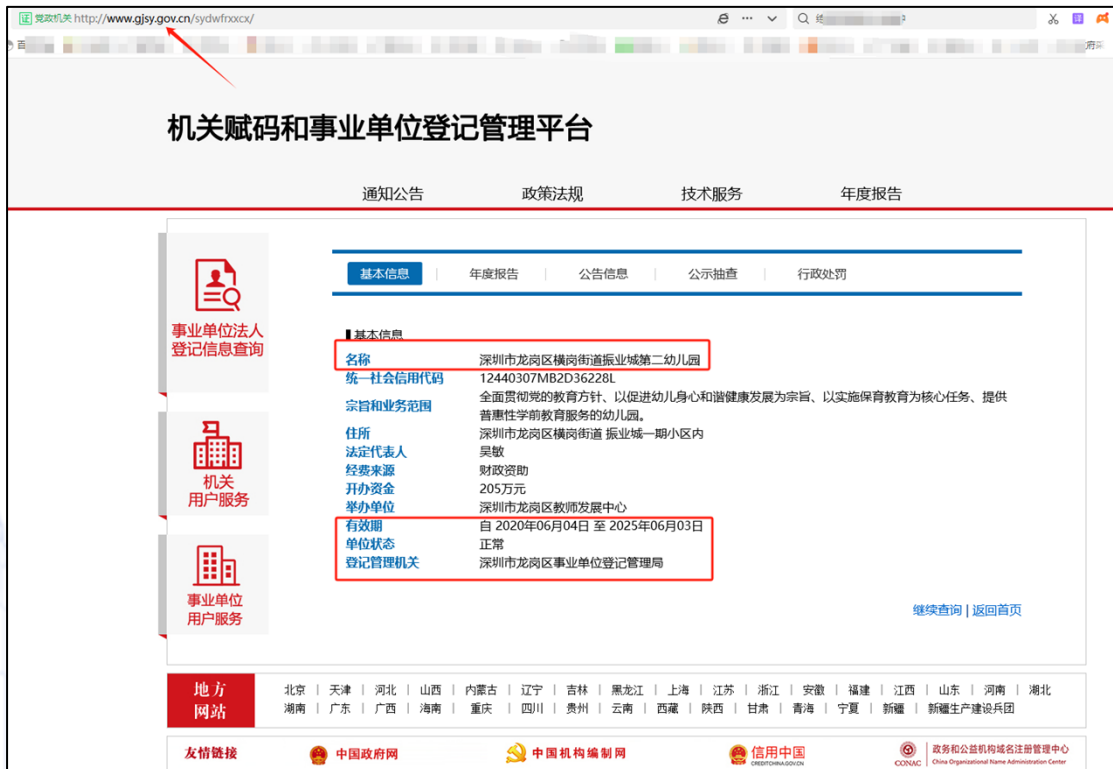 证 党政机关 http://www.gjsy.gov.cn/sydwfrxxcx/
机关赋码和事业单位登记管理平台
通知公告 政策法规 技术服务 年度报告
基本信息 年度报告 公告信息 公示抽查 行政处罚
事业单位法人
登记信息查询
机关
用户服务
事业单位
用户服务
基本信息
名称 深圳市龙岗区横岗街道振业城第二幼儿园
统一社会信用代码 12440307MB2D36228L
宗旨和业务范围 全面贯彻党的教育方针、以促进幼儿身心和谐健康发展为宗旨、以实施保育教育为核心任务、提供
普惠性学前教育服务的幼儿园。
住所 深圳市龙岗区横岗街道 振业城一期小区内
法定代表人 吴敏
经费来源 财政资助
开办资金 205万元
举办单位 深圳市龙岗区教师发展中心
有效期 自 2020年06月04日 至 2025年06月03日
单位状态 正常
登记管理机关 深圳市龙岗区事业单位登记管理局
继续查询 | 返回首页
地方
网站
北京 | 天津 | 河北 | 山西 | 内蒙古 | 辽宁 | 吉林 | 黑龙江 | 上海 | 江苏 | 浙江 | 安徽 | 福建 | 江西 | 山东 | 河南 | 湖北
湖南 | 广东 | 广西 | 海南 | 重庆 | 四川 | 贵州 | 云南 | 西藏 | 陕西 | 甘肃 | 青海 | 宁夏 | 新疆 | 新疆生产建设兵团
友情链接 中国政府网 中国机构编制网 信用中国 政务和公益机构域名注册管理中心
CREDITCHINA.GOV.CN CONAC China Organizational Name Administration Center